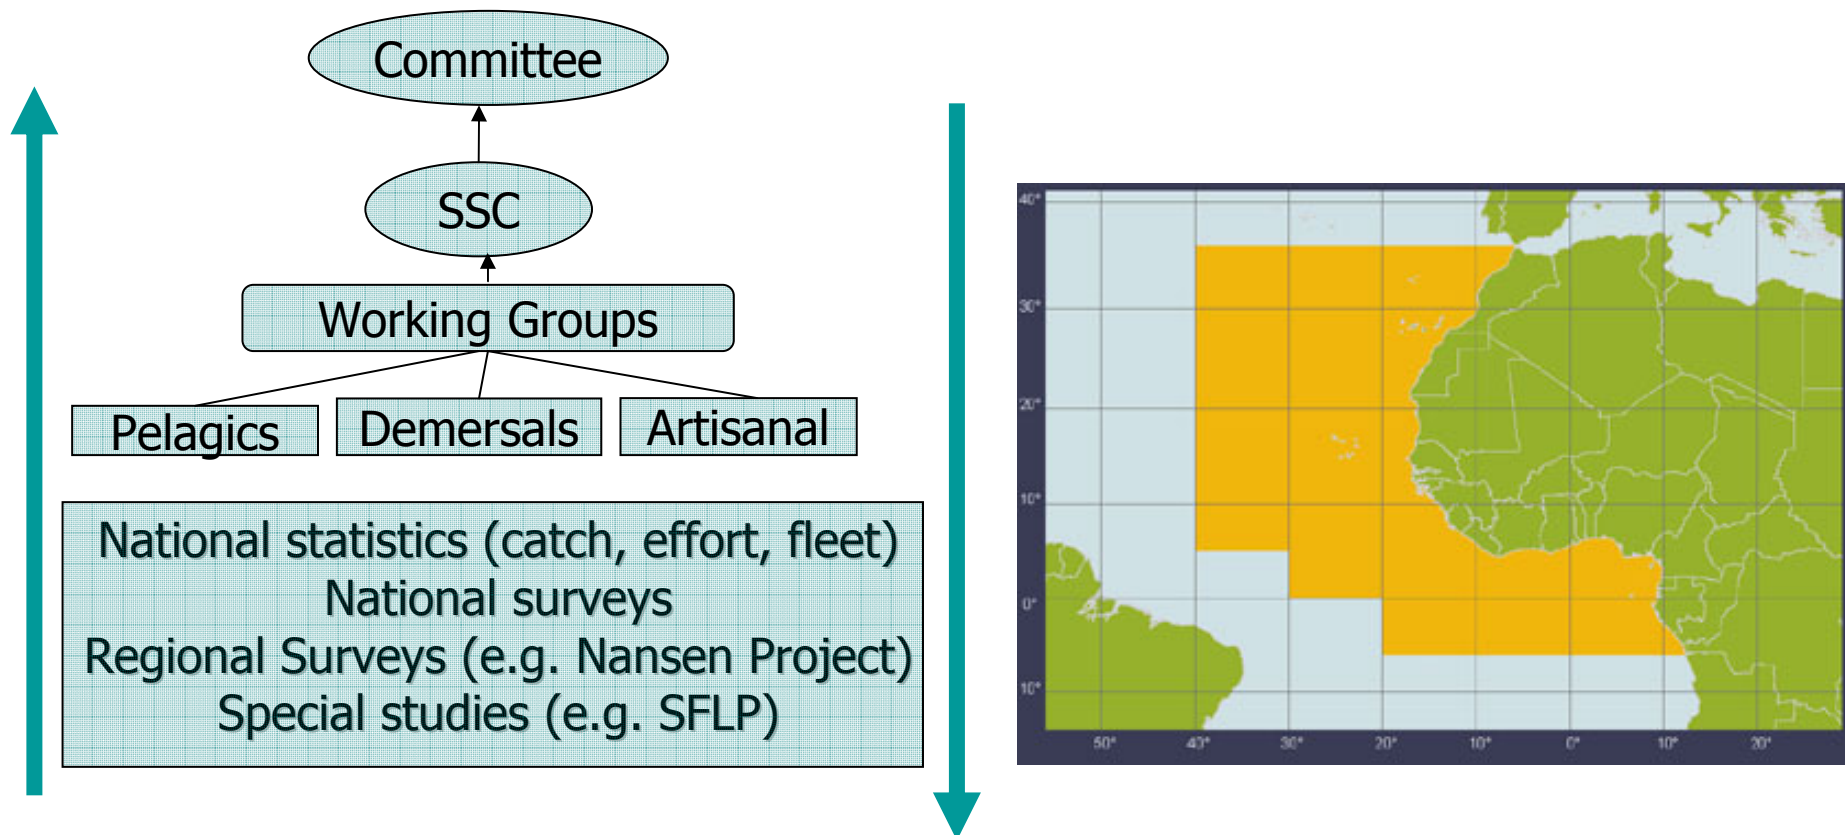 Committee
SSC
Working Groups
Pelagics
Demersals
Artisanal
National statistics (catch, effort, fleet)
National surveys
Regional Surveys (e.g. Nansen Project)
Special studies (e.g. SFLP)
40°
30°
20°
10°
0°
10°
50°
40°
30°
20°
10°
0°
10°
20°